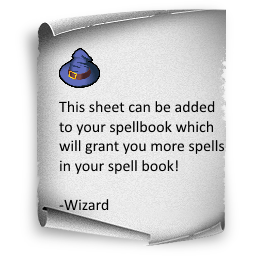 This sheet can be added
to your spellbook which
will grant you more spells
in your spell book!
-Wizard